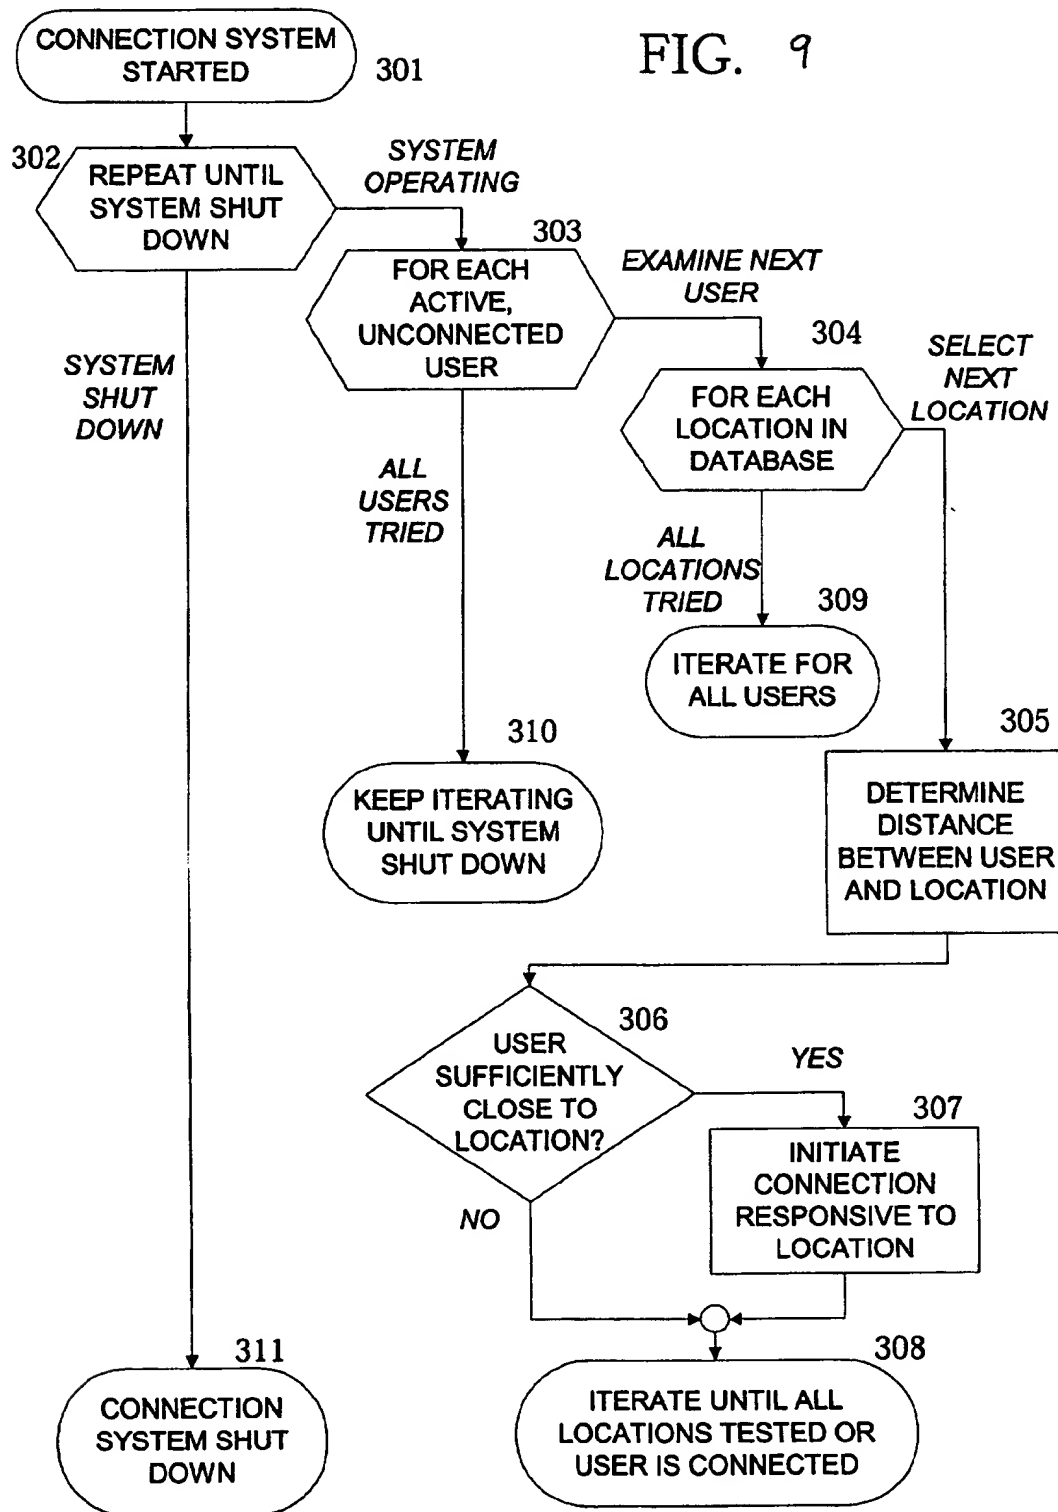 CONNECTION SYSTEM
STARTED
301
FIG. 9
302
REPEAT UNTIL
SYSTEM SHUT
DOWN
SYSTEM
OPERATING
303
FOR EACH
ACTIVE,
UNCONNECTED
USER
EXAMINE NEXT
USER
304
FOR EACH
LOCATION IN
DATABASE
SELECT
NEXT
LOCATION
SYSTEM
SHUT
DOWN
ALL
USERS
TRIED
ALL
LOCATIONS
TRIED
309
ITERATE FOR
ALL USERS
310
KEEP ITERATING
UNTIL SYSTEM
SHUT DOWN
305
DETERMINE
DISTANCE
BETWEEN USER
AND LOCATION
306
USER
SUFFICIENTLY
CLOSE TO
LOCATION?
YES
307
INITIATE
CONNECTION
RESPONSIVE TO
LOCATION
NO
308
ITERATE UNTIL ALL
LOCATIONS TESTED OR
USER IS CONNECTED
311
CONNECTION
SYSTEM SHUT
DOWN